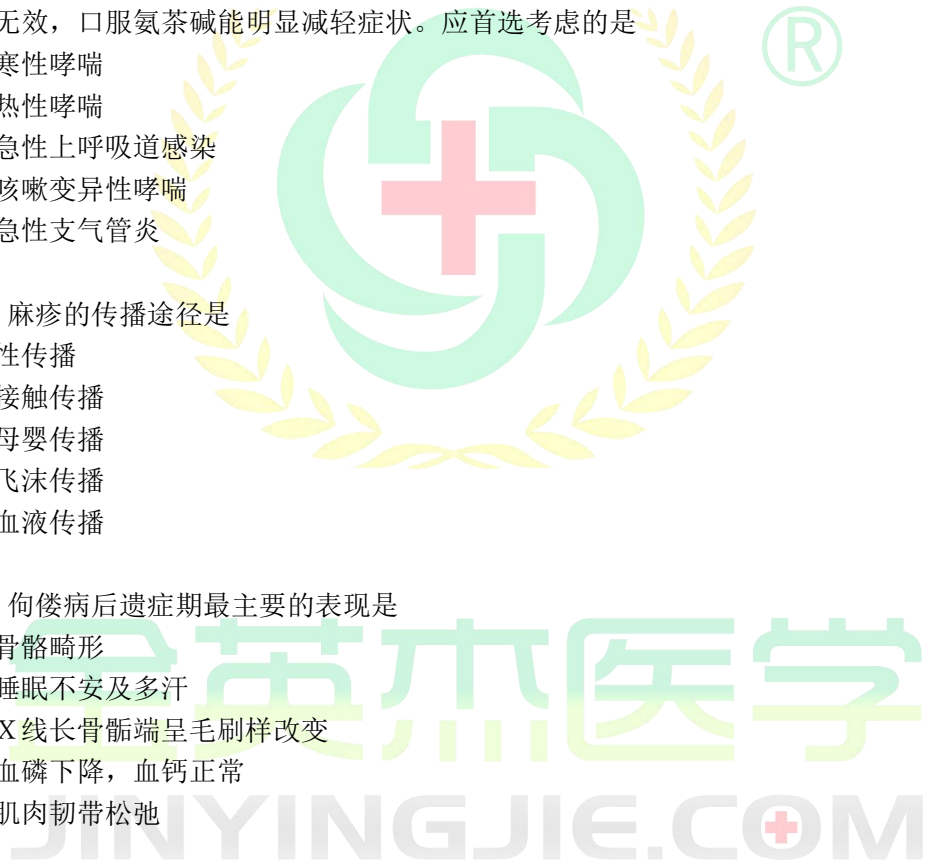 无效，口服氨茶碱能明显减轻症状。应首选考虑的是
寒性哮喘
热性哮喘
急性上呼吸道感染
咳嗽变异性哮喘
急性支气管炎
麻疹的传播途径是
性传播
接触传播
母婴传播
飞沫传播
血液传播
佝偻病后遗症期最主要的表现是
骨骼畸形
睡眠不安及多汗
X线长骨骺端呈毛刷样改变
血磷下降，血钙正常
肌肉韧带松弛
®
金英杰医学
JINYINGJIE.COM